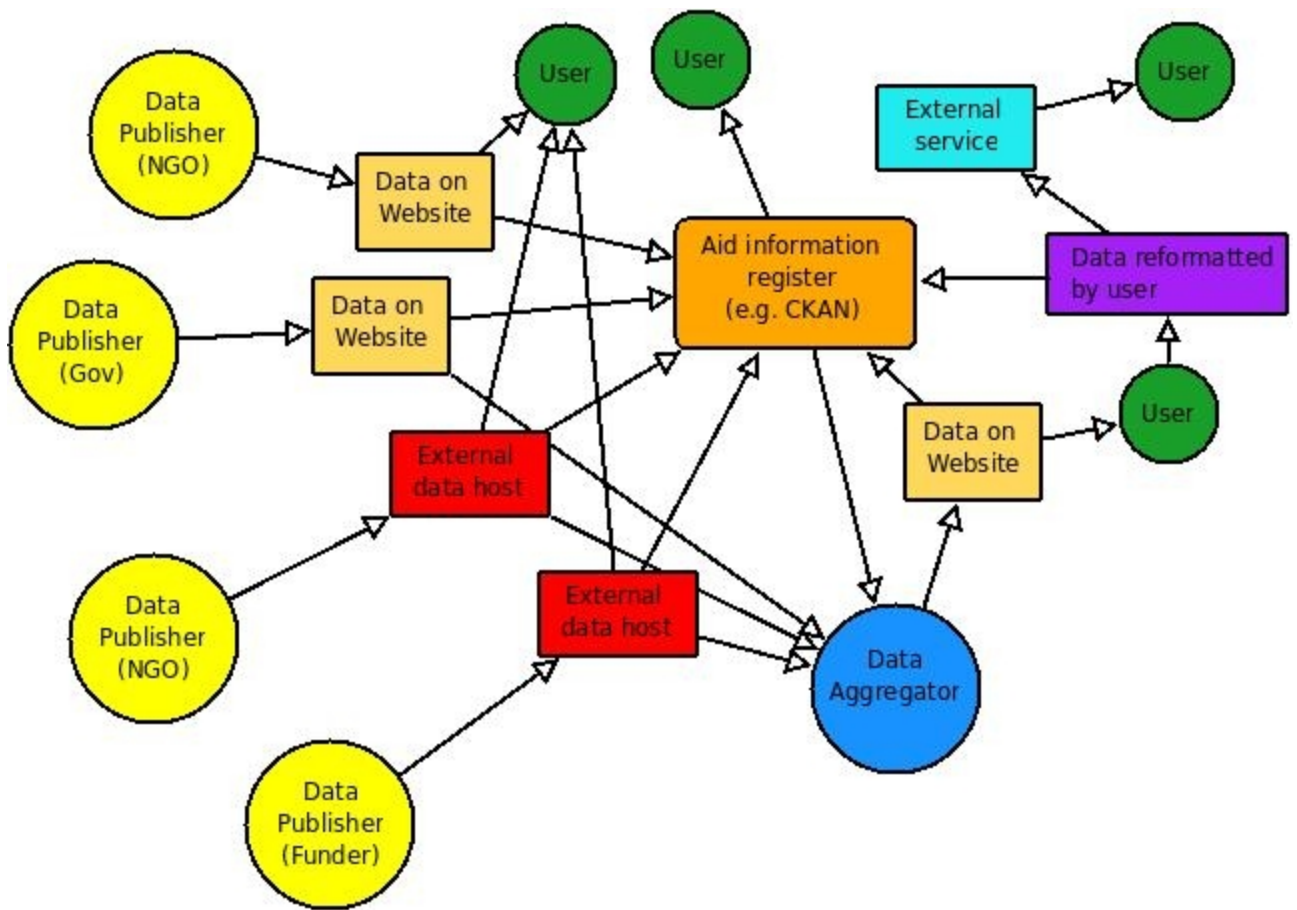 User
User
User
Data
Publisher
(NGO)
External
service
Data on
Website
Aid information
register
(e.g. CKAN)
Data reformatted
by user
Data
Publisher
(Gov)
Data on
Website
User
Data on
Website
External
data host
Data
Publisher
(NGO)
External
data host
Data
Aggregator
Data
Publisher
(Funder)